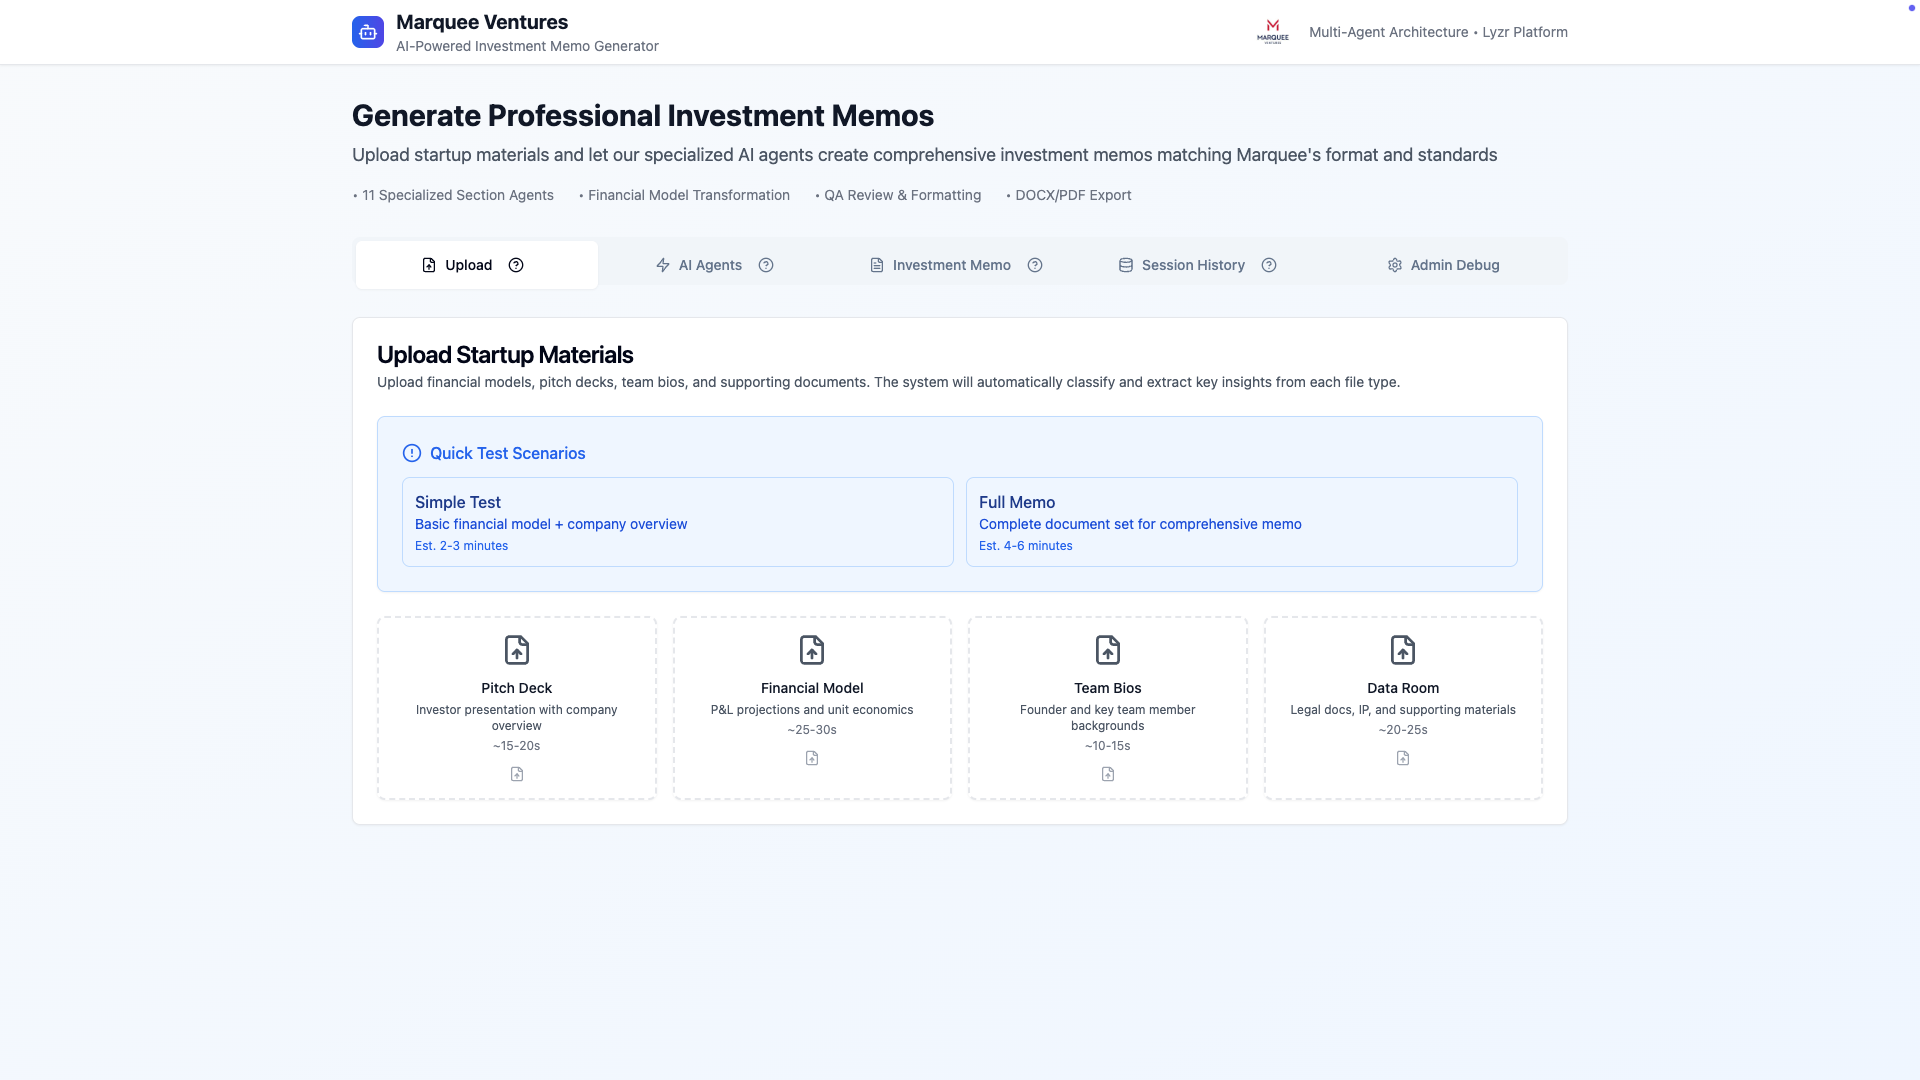 Marquee Ventures
AI-Powered Investment Memo Generator
MARQUEE
Multi-Agent Architecture • Lyzr Platform
Generate Professional Investment Memos
Upload startup materials and let our specialized AI agents create comprehensive investment memos matching Marquee's format and standards
• 11 Specialized Section Agents • Financial Model Transformation • QA Review & Formatting • DOCX/PDF Export
Upload AI Agents Investment Memo Session History Admin Debug
Upload Startup Materials
Upload financial models, pitch decks, team bios, and supporting documents. The system will automatically classify and extract key insights from each file type.
Quick Test Scenarios
Simple Test
Basic financial model + company overview
Est. 2-3 minutes
Full Memo
Complete document set for comprehensive memo
Est. 4-6 minutes
Pitch Deck
Investor presentation with company
overview
~15-20s
Financial Model
P&L projections and unit economics
~25-30s
Team Bios
Founder and key team member
backgrounds
~10-15s
Data Room
Legal docs, IP, and supporting materials
~20-25s